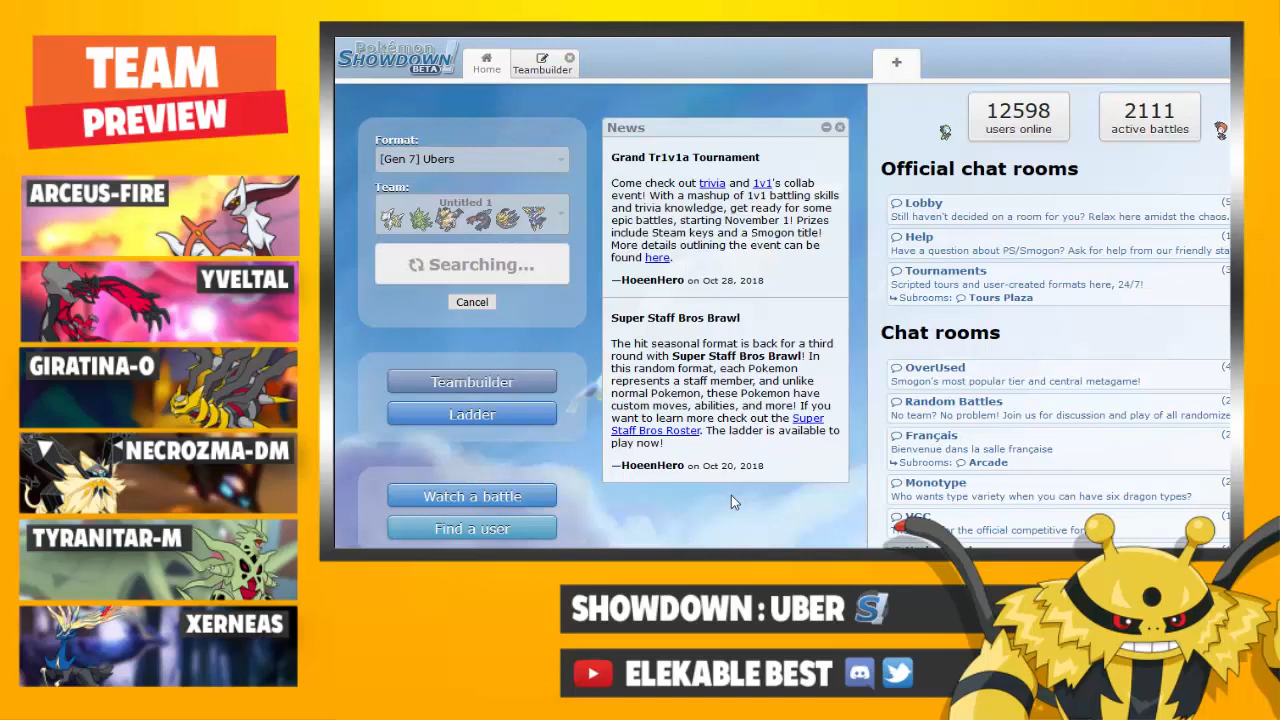 TEAM
PREVIEW
ARCEUS-FIRE
YVELTAL
GIRATINA-O
NECROZMA-DM
TYRANITAR-M
XERNEAS
Pokémon
SHOWDOWN!
BETA
Home
Teambuilder
+
Format:
[Gen 7] Ubers
Team:
Untitled 1
Searching...
Cancel
Teambuilder
Ladder
Watch a battle
Find a user
News
Grand Tr1v1a Tournament
Come check out trivia and 1v1's collab
event! With a mashup of 1v1 battling skills
and trivia knowledge, get ready for some
epic battles, starting November 1! Prizes
include Steam keys and a Smogon title!
More details outlining the event can be
found here.
—HoeenHero on Oct 28, 2018
Super Staff Bros Brawl
The hit seasonal format is back for a third
round with Super Staff Bros Brawl! In
this random format, each Pokemon
represents a staff member, and unlike
normal Pokemon, these Pokemon have
custom moves, abilities, and more! If you
want to learn more check out the Super
Staff Bros Roster. The ladder is available to
play now!
—HoeenHero on Oct 20, 2018
12598
users online
2111
active battles
Official chat rooms
Lobby
Still haven't decided on a room for you? Relax here amidst the chaos.
Help
Have a question about PS/Smogon? Ask for help from our friendly sta
Tournaments
Scripted tours and user-created formats here, 24/7!
Subrooms: Tours Plaza
Chat rooms
OverUsed
Smogon's most popular tier and central metagame!
Random Battles
No team? No problem! Join us for discussion and play of all randomize
Français
Bienvenue dans la salle française
Subrooms: Arcade
Monotype
Who wants type variety when you can have six dragon types?
VGC
for the official competitive for
SHOWDOWN : UBER
ELEKABLE BEST